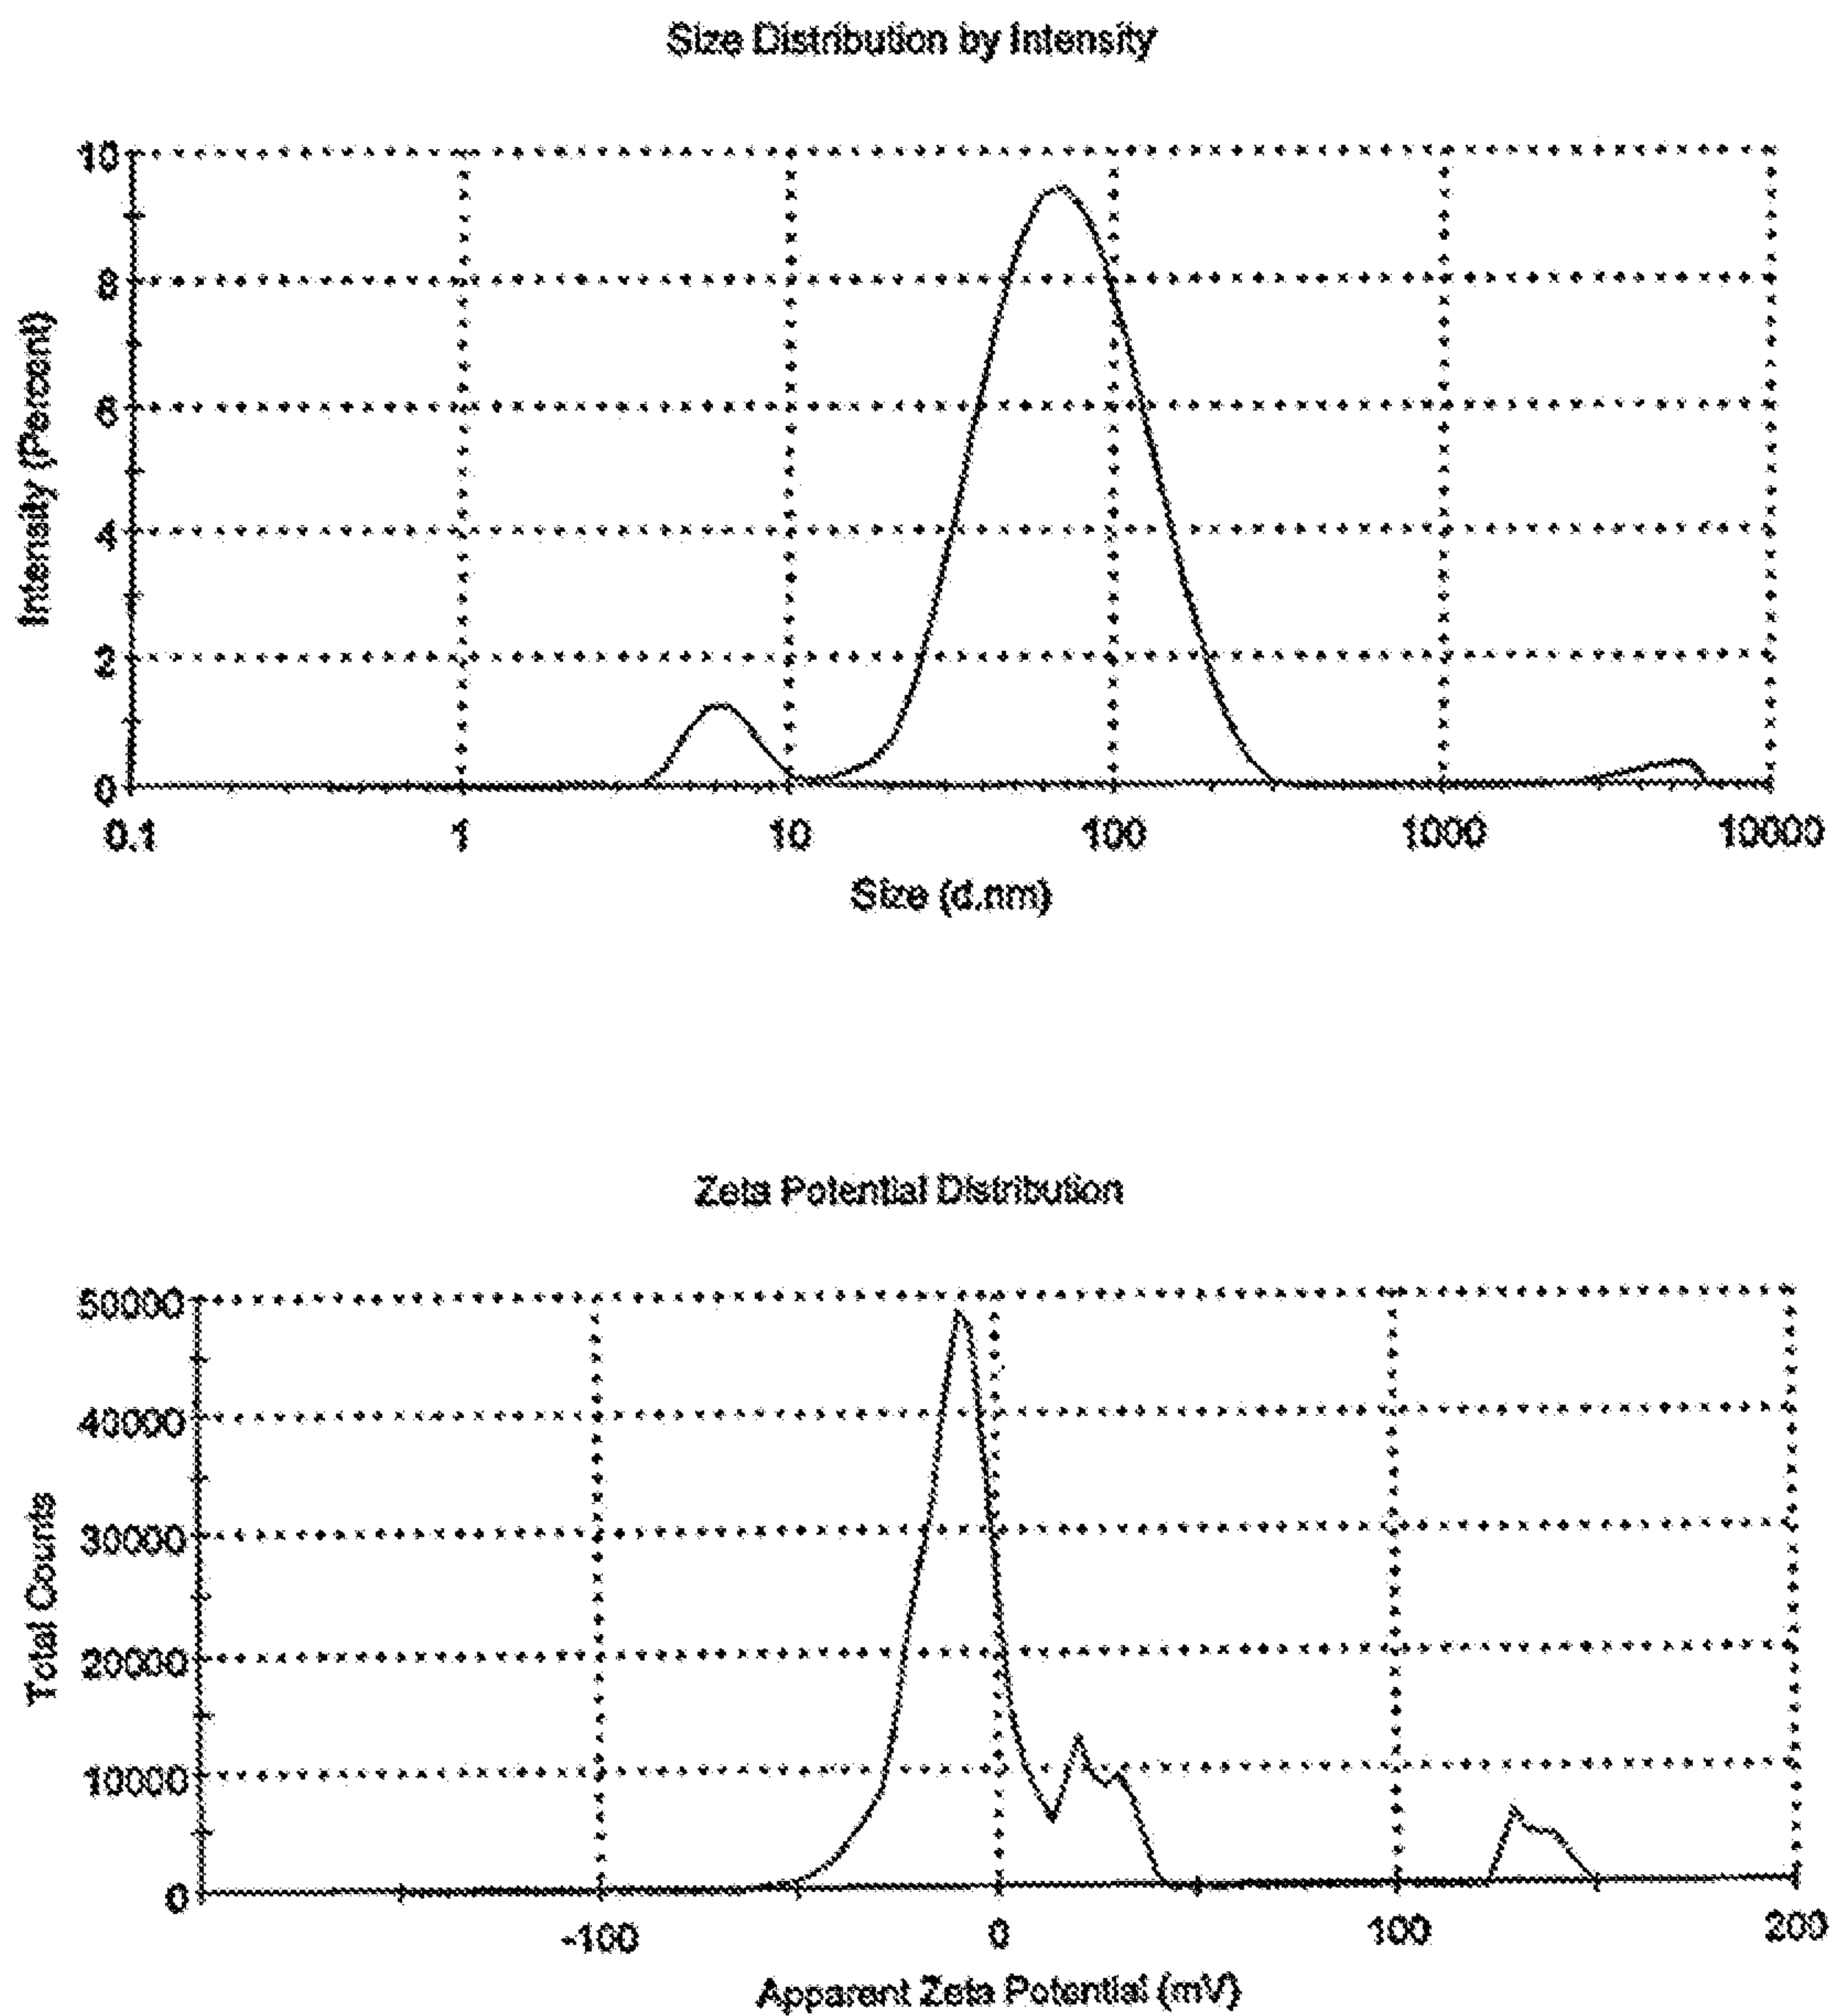 Size Distribution by Intensity
10
8
6
4
2
0
Intensity (Percent)
0.1 1 10 100 1000 10000
Size (d.nm)
Zeta Potential Distribution
50000
40000
30000
20000
10000
0
Total Counts
-100 0 100 200
Apparent Zeta Potential (mV)